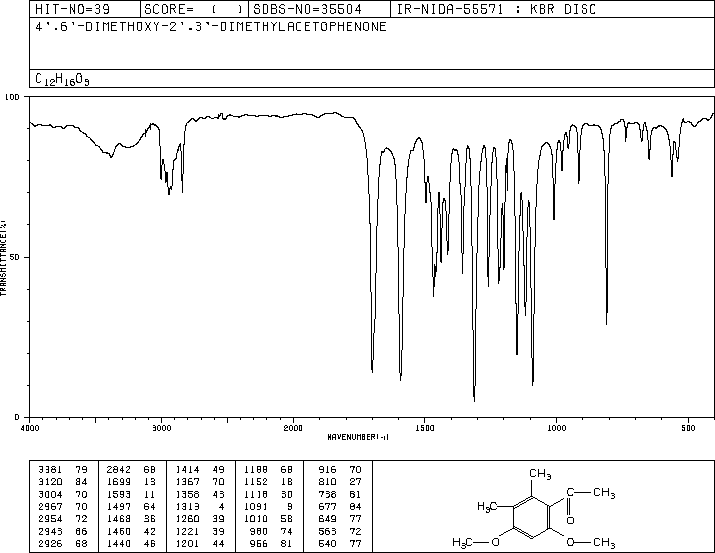 HIT-NO=39 SCORE= ( ) SDBS-NO=35504 IR-NIDA-55571 : KBR DISC
4'.6'-DIMETHOXY-2'.3'-DIMETHYLACETOPHENONE
C12H16O3
100
50
0
TRANSMITTANCE(%)
4000 3000 2000 1500 1000 500
WAVENUMBER(-1)
3381 79 2842 68 1414 49 1188 68 916 70
3120 84 1699 13 1367 70 1152 18 810 27
3004 70 1593 11 1358 43 1118 30 738 81
2967 70 1497 64 1313 4 1091 9 677 84
2954 72 1468 36 1260 39 1010 58 649 77
2943 66 1460 42 1221 39 980 74 563 72
2926 68 1440 46 1201 44 956 81 540 77
CH3
C CH3
CH3
O
CH3 O
O CH3